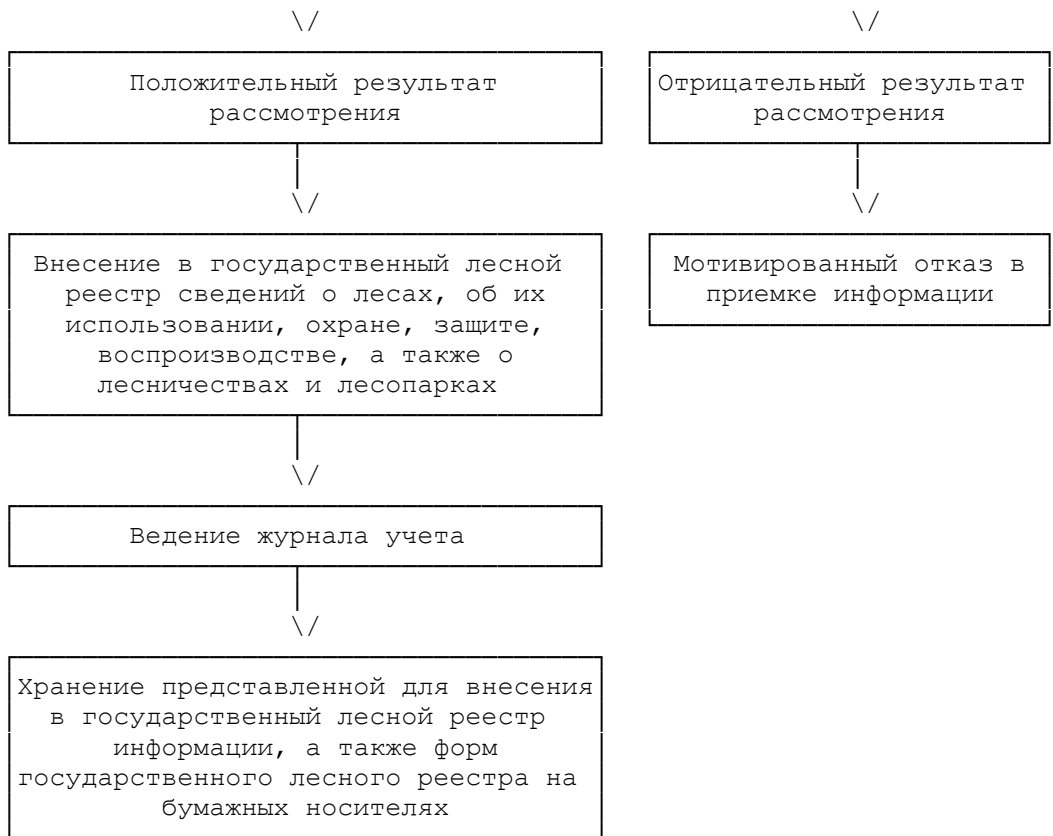 Положительный результат
рассмотрения
Отрицательный результат
рассмотрения
Внесение в государственный лесной
реестр сведений о лесах, об их
использовании, охране, защите,
воспроизводстве, а также о
лесничествах и лесопарках
Мотивированный отказ в
приемке информации
Ведение журнала учета
Хранение представленной для внесения
в государственный лесной реестр
информации, а также форм
государственного лесного реестра на
бумажных носителях